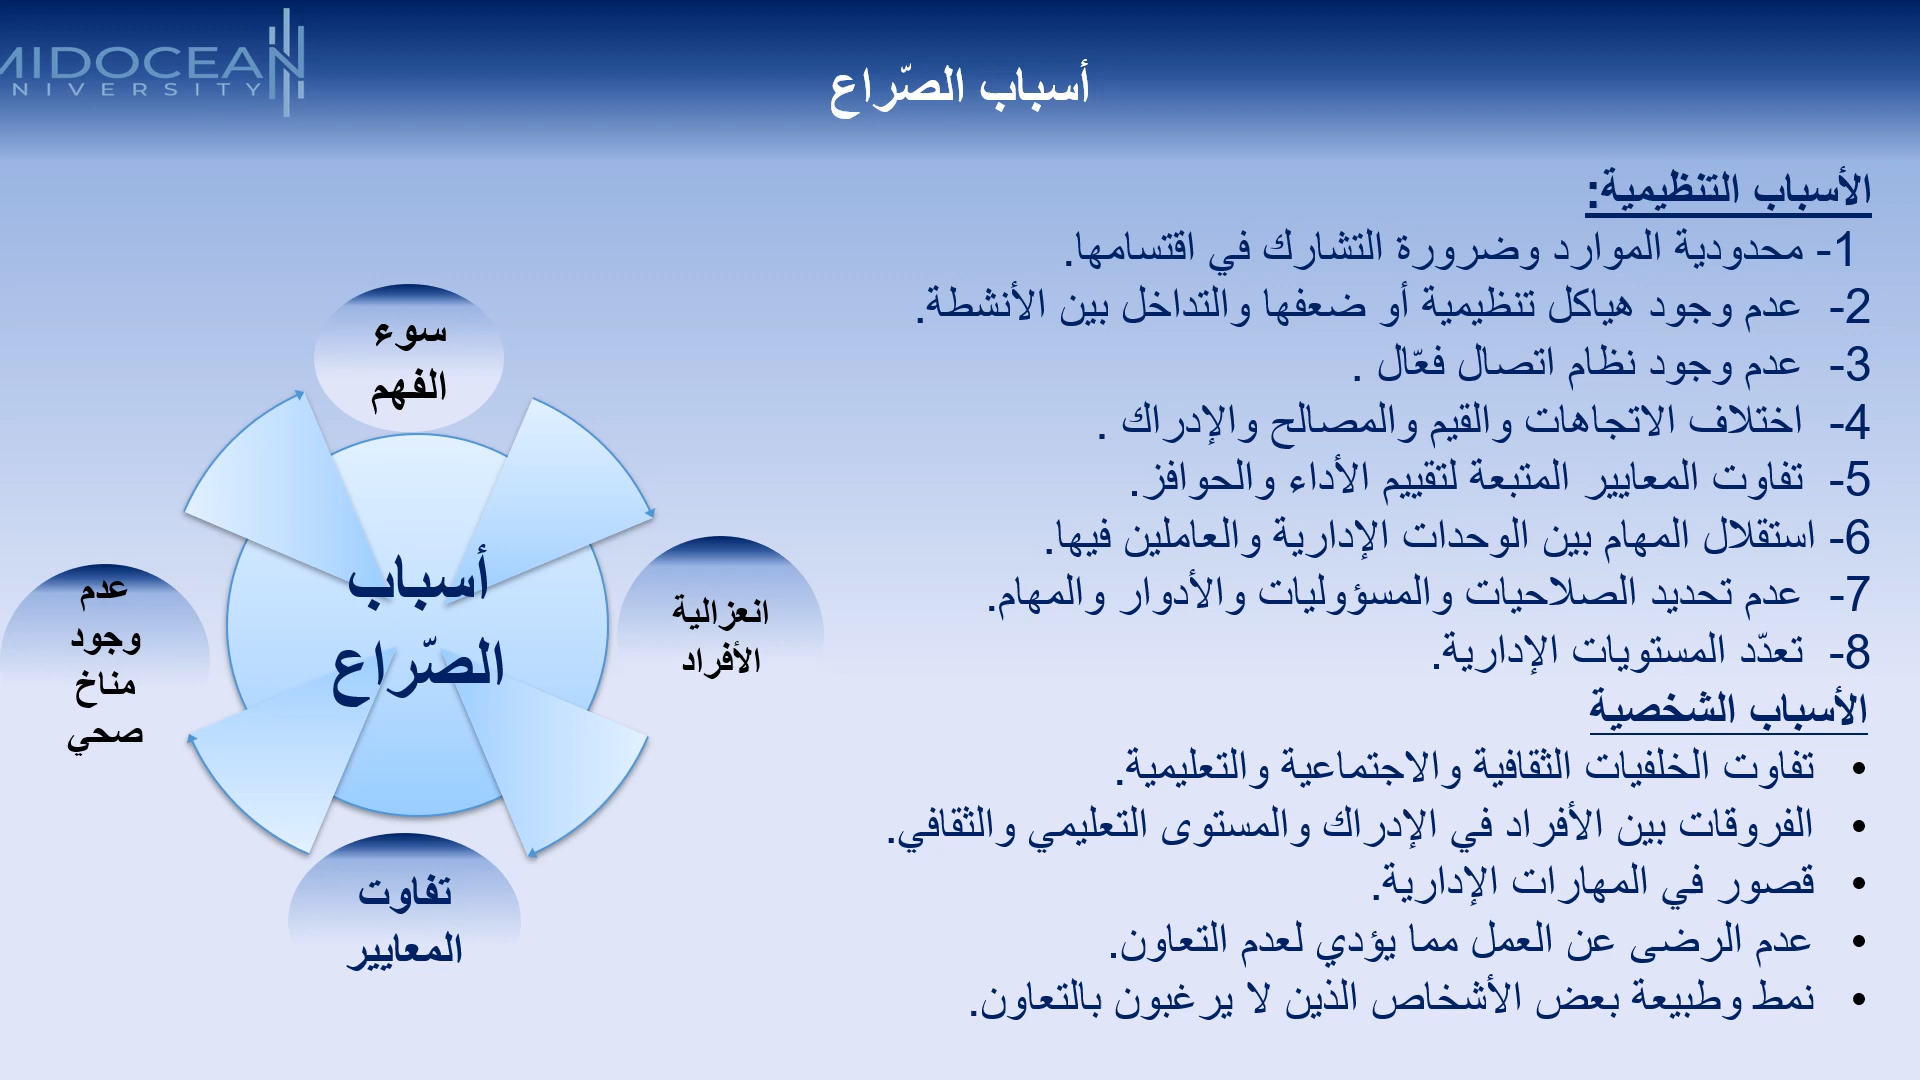 MIDOCEAN
NIVERSITY
أسباب الصّراع
الأسباب التنظيمية:
1- محدودية الموارد وضرورة التشارك في اقتسامها.
2- عدم وجود هياكل تنظيمية أو ضعفها والتداخل بين الأنشطة.
3- عدم وجود نظام اتصال فعّال .
4- اختلاف الاتجاهات والقيم والمصالح والإدراك .
5- تفاوت المعايير المتبعة لتقييم الأداء والحوافز.
6- استقلال المهام بين الوحدات الإدارية والعاملين فيها.
7- عدم تحديد الصلاحيات والمسؤوليات والأدوار والمهام.
8- تعدّد المستويات الإدارية.
الأسباب الشخصية
• تفاوت الخلفيات الثقافية والاجتماعية والتعليمية.
• الفروقات بين الأفراد في الإدراك والمستوى التعليمي والثقافي.
• قصور في المهارات الإدارية.
• عدم الرضى عن العمل مما يؤدي لعدم التعاون.
• نمط وطبيعة بعض الأشخاص الذين لا يرغبون بالتعاون.
سوء
الفهم
انعزالية
الأفراد
أسباب
الصّراع
عدم
وجود
مناخ
صحي
تفاوت
المعايير